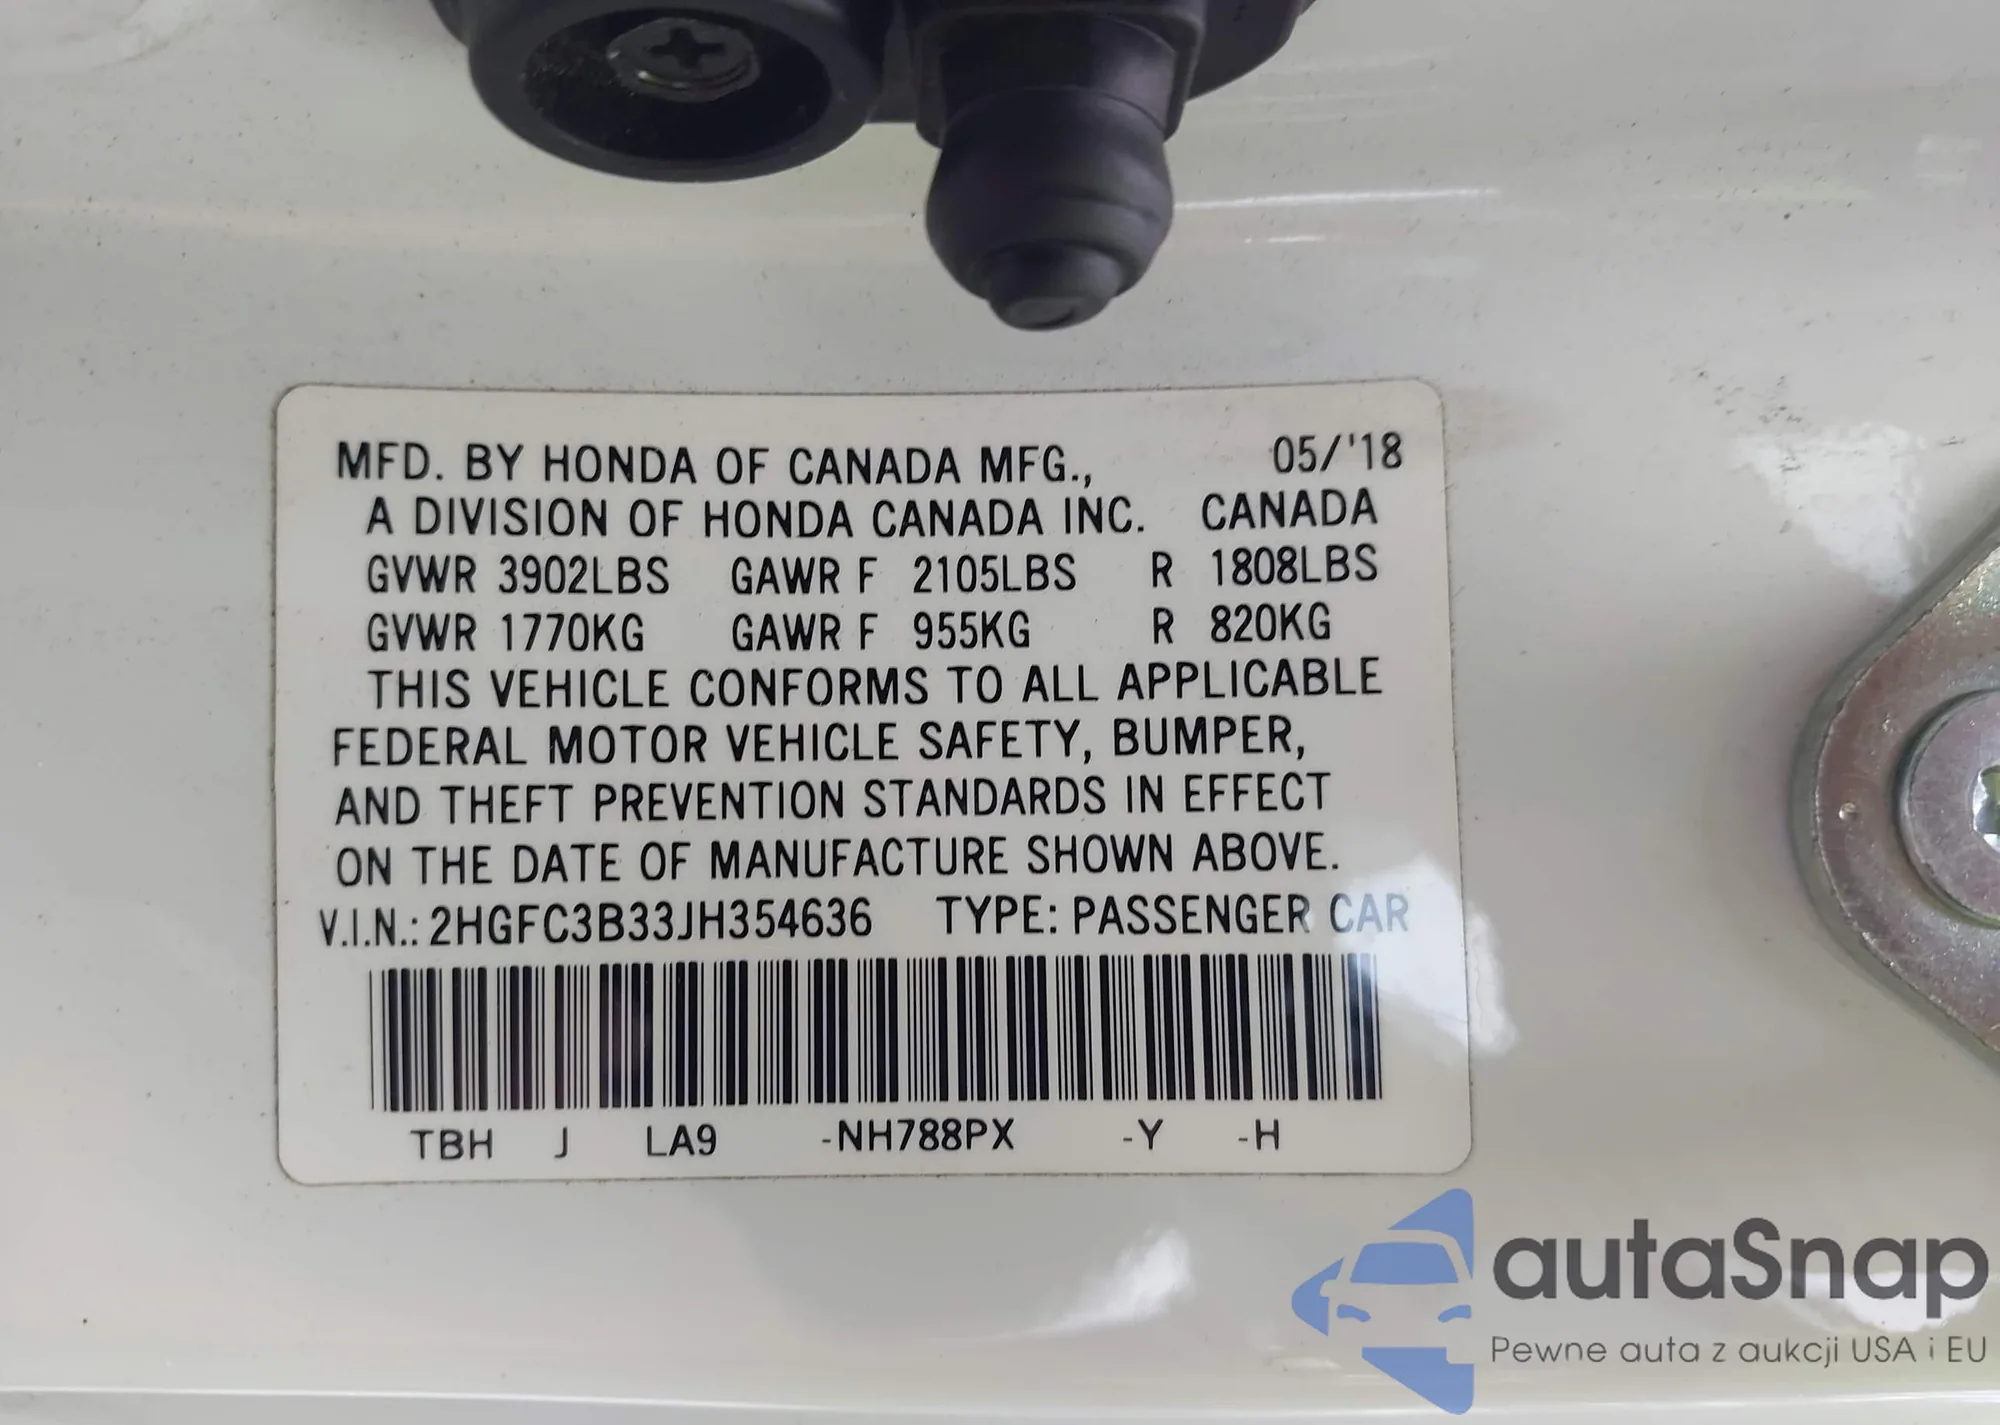 MFD. BY HONDA OF CANADA MFG., 05/'18
A DIVISION OF HONDA CANADA INC. CANADA
GVWR 3902LBS GAWR F 2105LBS R 1808LBS
GVWR 1770KG GAWR F 955KG R 820KG
THIS VEHICLE CONFORMS TO ALL APPLICABLE
FEDERAL MOTOR VEHICLE SAFETY, BUMPER,
AND THEFT PREVENTION STANDARDS IN EFFECT
ON THE DATE OF MANUFACTURE SHOWN ABOVE.
V.I.N.: 2HGFC3B33JH354636 TYPE: PASSENGER CAR
TBH J LA9 -NH788PX -Y -H
autaSnap
Pewne auta z aukcji USA i EU